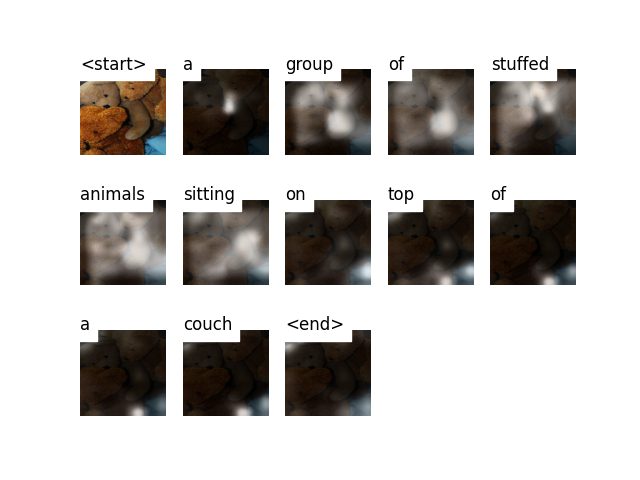 <start> a group of stuffed
animals sitting on top of
a couch <end>